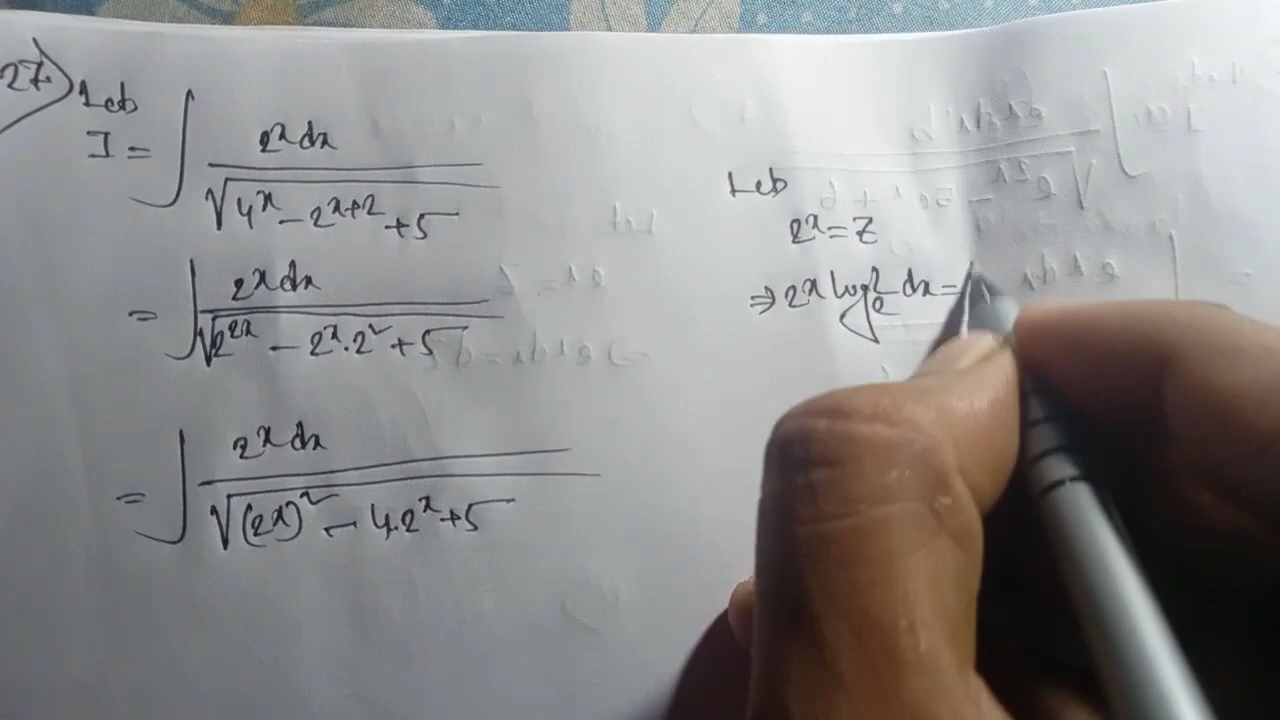 27.) Let
I = ∫ 2^x dx / √(4^x - 2^(x+2) + 5)
= ∫ 2^x dx / √(2^(2x) - 2^x . 2^2 + 5)
= ∫ 2^x dx / √((2^x)^2 - 4.2^x + 5)
Let
2^x = Z
⇒ 2^x log_e 2 dx =